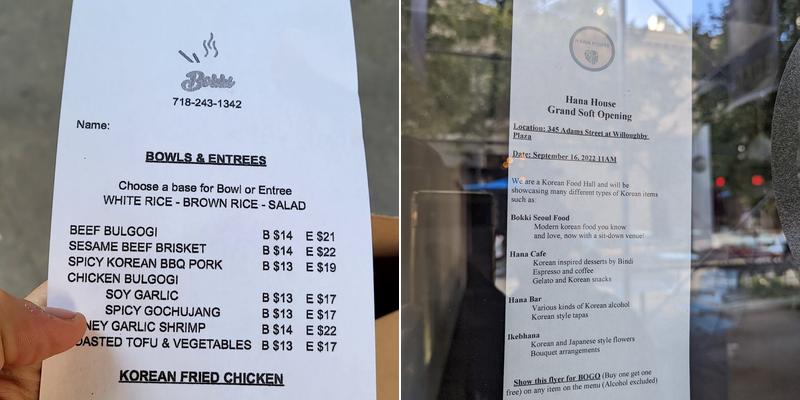 Bokki
718-243-1342
Name:
BOWLS & ENTREES
Choose a base for Bowl or Entree
WHITE RICE - BROWN RICE - SALAD
BEEF BULGOGI B $14 E $21
SESAME BEEF BRISKET B $14 E $22
SPICY KOREAN BBQ PORK B $13 E $19
CHICKEN BULGOGI
SOY GARLIC B $13 E $17
SPICY GOCHUJANG B $13 E $17
NEY GARLIC SHRIMP B $14 E $22
OASTED TOFU & VEGETABLES B $13 E $17
KOREAN FRIED CHICKEN
HANA HOUSE
Hana House
Grand Soft Opening
Location: 345 Adams Street at Willoughby
Plaza
Date: September 16, 2022 11AM
We are a Korean Food Hall and will be
showcasing many different types of Korean items
such as:
Bokki Seoul Food
Modern korean food you know
and love, now with a sit-down venue!
Hana Cafe
Korean inspired desserts by Bindi
Espresso and coffee
Gelato and Korean snacks
Hana Bar
Various kinds of Korean alcohol
Korean style tapas
Ikebhana
Korean and Japanese style flowers
Bouquet arrangements
Show this flyer for BOGO (Buy one get one
free) on any item on the menu (Alcohol excluded)